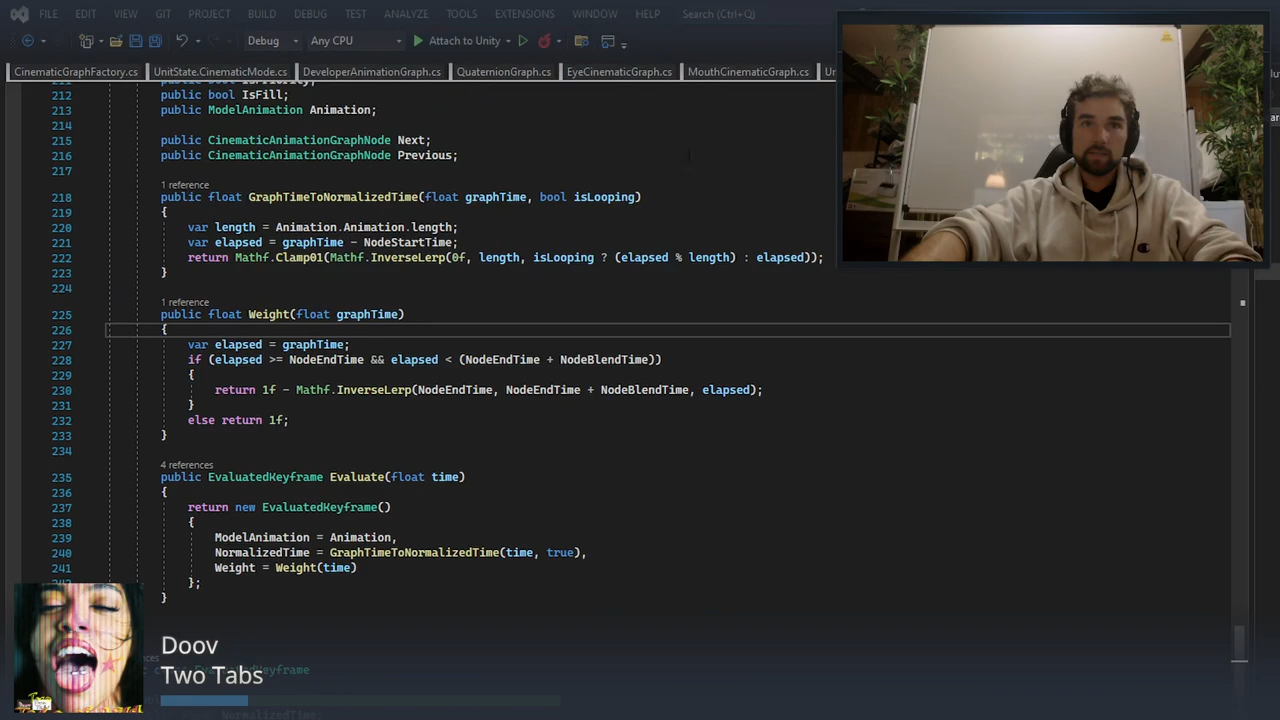 FILE EDIT VIEW GIT PROJECT BUILD DEBUG TEST ANALYZE TOOLS EXTENSIONS WINDOW HELP Search (Ctrl+Q)
Debug Any CPU Attach to Unity
CinematicGraphFactory.cs UnitState.CinematicMode.cs DeveloperAnimationGraph.cs QuaternionGraph.cs EyeCinematicGraph.cs MouthCinematicGraph.cs
212 public bool IsFill;
213 public ModelAnimation Animation;
214
215 public CinematicAnimationGraphNode Next;
216 public CinematicAnimationGraphNode Previous;
217
1 reference
218 public float GraphTimeToNormalizedTime(float graphTime, bool isLooping)
219 {
220 var length = Animation.Animation.length;
221 var elapsed = graphTime - NodeStartTime;
222 return Mathf.Clamp01(Mathf.InverseLerp(0f, length, isLooping ? (elapsed % length) : elapsed));
223 }
224
1 reference
225 public float Weight(float graphTime)
226 {
227 var elapsed = graphTime;
228 if (elapsed >= NodeEndTime && elapsed < (NodeEndTime + NodeBlendTime))
229 {
230 return 1f - Mathf.InverseLerp(NodeEndTime, NodeEndTime + NodeBlendTime, elapsed);
231 }
232 else return 1f;
233 }
234
4 references
235 public EvaluatedKeyframe Evaluate(float time)
236 {
237 return new EvaluatedKeyframe()
238 {
239 ModelAnimation = Animation,
240 NormalizedTime = GraphTimeToNormalizedTime(time, true),
241 Weight = Weight(time)
};
}
Doov
Two Tabs
EvaluatedKeyframe